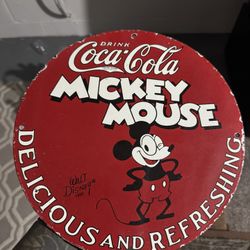 DRINK
Coca-Cola
MICKEY
MOUSE
WALT
DISNEY
DELICIOUS AND REFRESHING